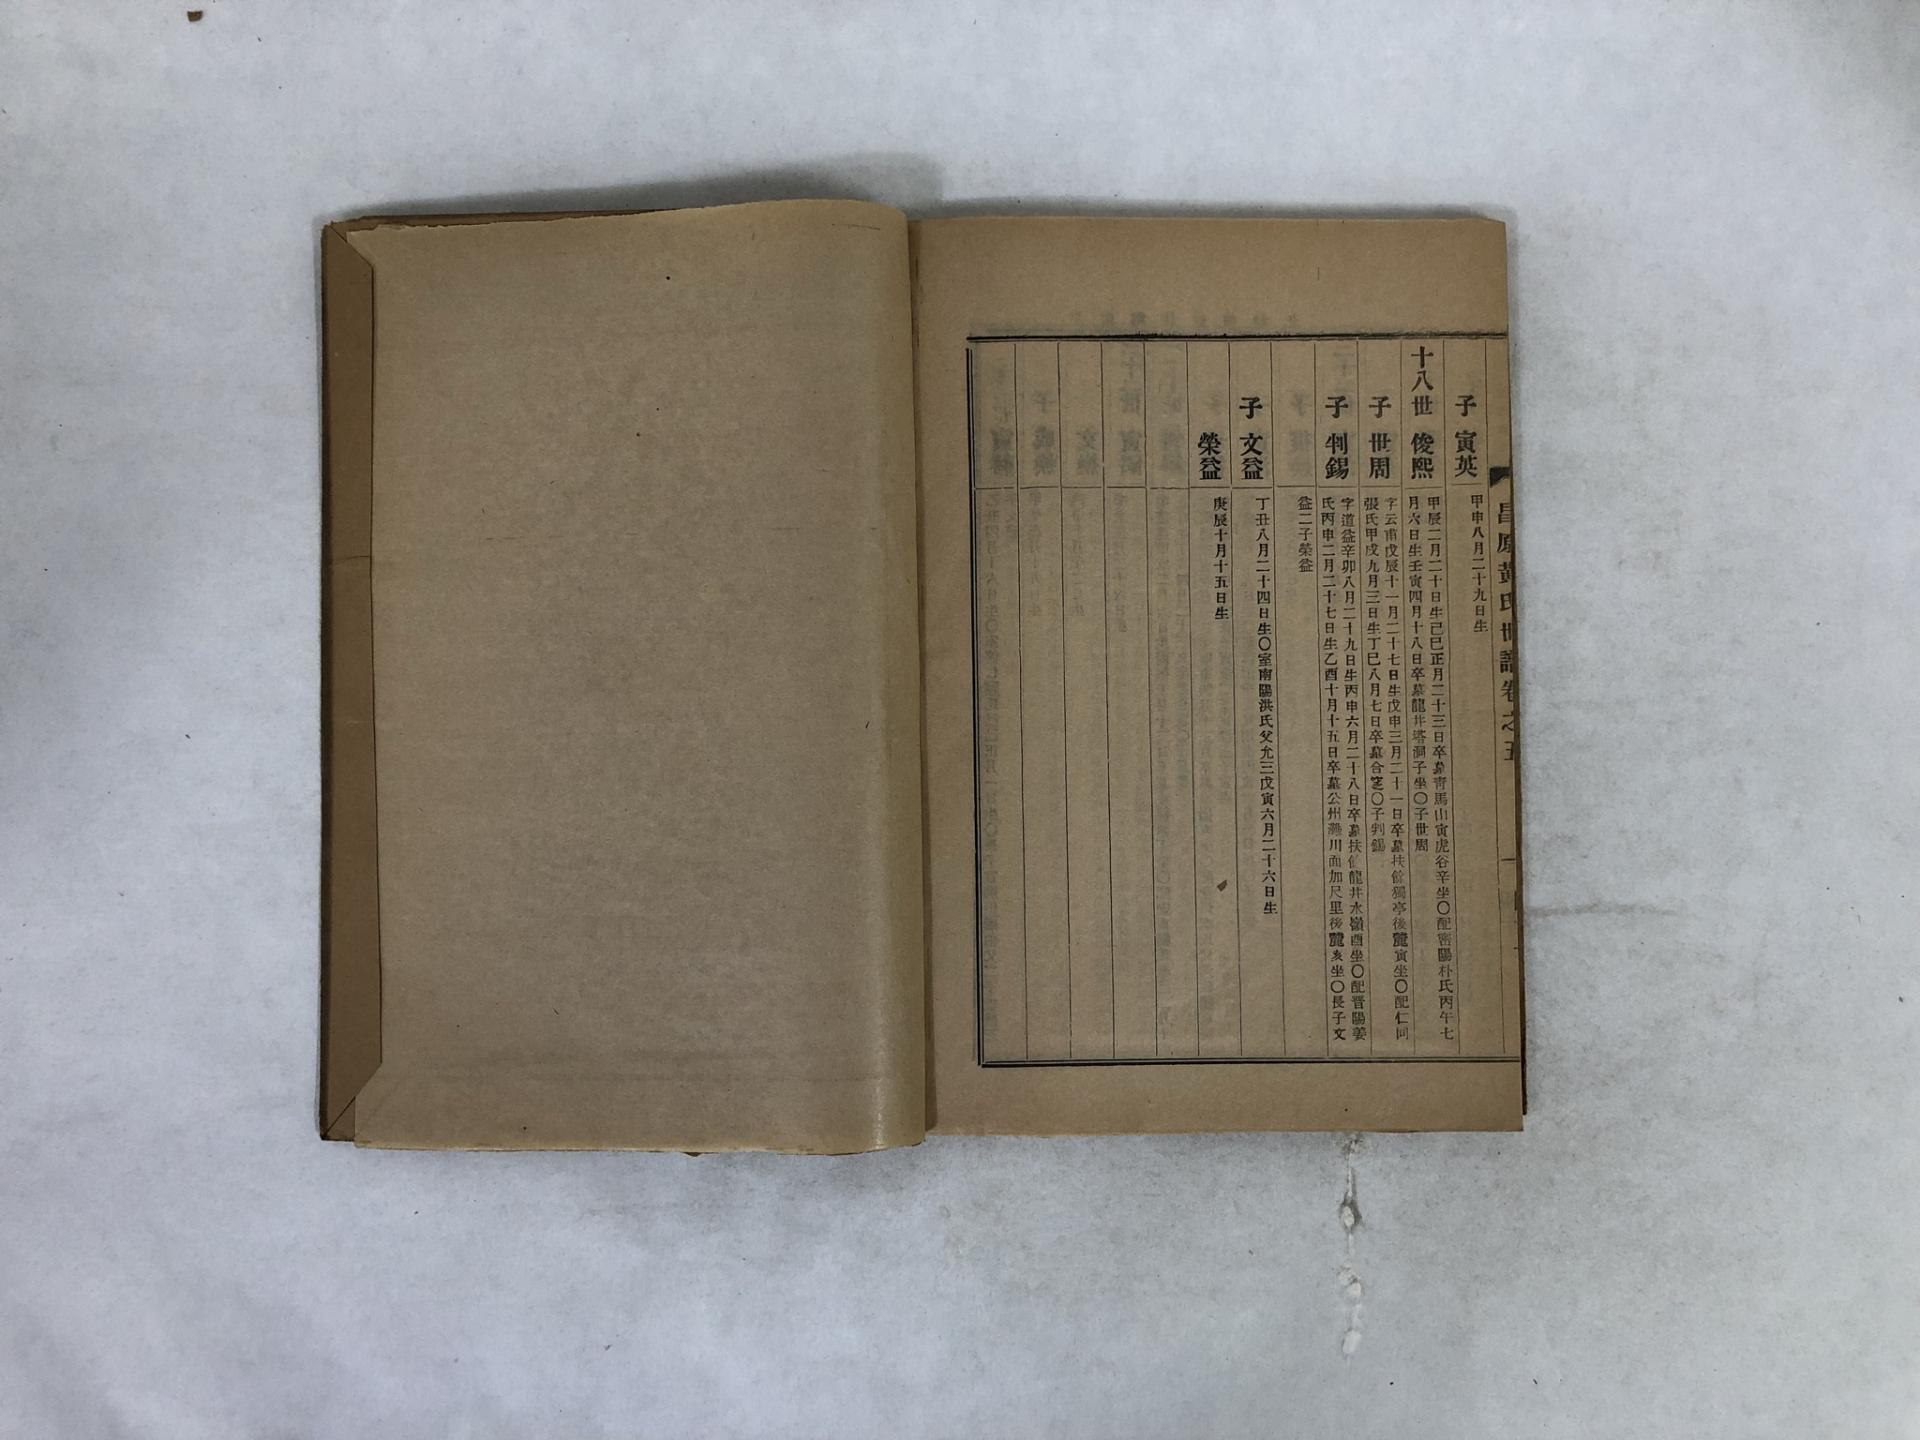 昌原黃氏世譜卷之五
子 寅英
甲申八月二十九日生
十八世 俊熙
甲辰二月二十日生己巳正月二十三日卒墓靑馬山寅虎谷辛坐〇配密陽朴氏丙午七
月六日生壬寅四月十八日卒墓龍井塔洞子坐〇子世周
子 世周
字云甫戊辰十一月二十七日生戊申三月二十一日卒墓扶餘獨亭後麓寅坐〇配仁同
張氏甲戌九月三日生丁巳八月七日卒墓合窆〇子判錫
子 判錫
字道益辛卯八月二十九日生丙申六月二十八日卒墓扶餘龍井水嶺酉坐〇配晋陽姜
氏丙申二月二十七日生乙酉十月十五日卒墓公州灘川面加尺里後麓亥坐〇長子文
益二子榮益
子 文益
丁丑八月二十四日生〇室南陽洪氏父允三戊寅六月二十六日生
榮益
庚辰十月十五日生